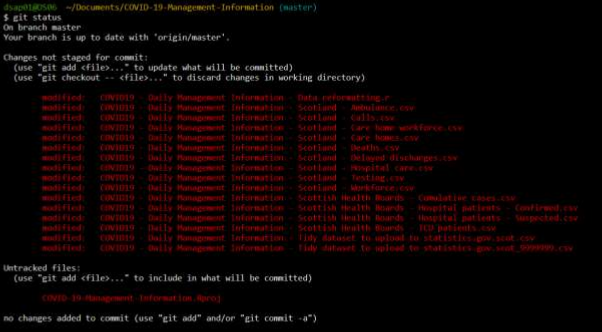 dsap01@DS06 ~/Documents/COVID-19-Management-Information (master)
$ git status
On branch master
Your branch is up to date with 'origin/master'.
Changes not staged for commit:
(use "git add <file>..." to update what will be committed)
(use "git checkout -- <file>..." to discard changes in working directory)
modified: COVID19 - Daily Management Information - Data reformatting.r
modified: COVID19 - Daily Management Information - Scotland - Ambulance.csv
modified: COVID19 - Daily Management Information - Scotland - Calls.csv
modified: COVID19 - Daily Management Information - Scotland - Care home workforce.csv
modified: COVID19 - Daily Management Information - Scotland - Care homes.csv
modified: COVID19 - Daily Management Information - Scotland - Deaths.csv
modified: COVID19 - Daily Management Information - Scotland - Delayed discharges.csv
modified: COVID19 - Daily Management Information - Scotland - Hospital care.csv
modified: COVID19 - Daily Management Information - Scotland - Testing.csv
modified: COVID19 - Daily Management Information - Scotland - Workforce.csv
modified: COVID19 - Daily Management Information - Scottish Health Boards - Cumulative cases.csv
modified: COVID19 - Daily Management Information - Scottish Health Boards - Hospital patients - Confirmed.csv
modified: COVID19 - Daily Management Information - Scottish Health Boards - Hospital patients - Suspected.csv
modified: COVID19 - Daily Management Information - Scottish Health Boards - ICU patients.csv
modified: COVID19 - Daily Management Information - Tidy dataset to upload to statistics.gov.scot.csv
modified: COVID19 - Daily Management Information - Tidy dataset to upload to statistics.gov.scot_9999999.csv
Untracked files:
(use "git add <file>..." to include in what will be committed)
COVID-19-Management-Information.Rproj
no changes added to commit (use "git add" and/or "git commit -a")